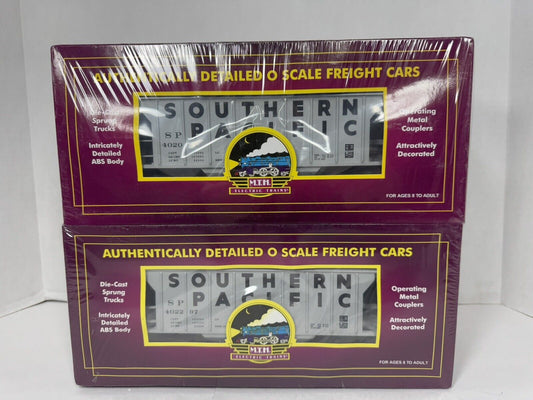 AUTHENTICALLY DETAILED O SCALE FREIGHT CARS
Die-Cast
Sprung
Trucks
Intricately
Detailed
ABS Body
SOUTHERN
PACIFIC
SP
M.T.H.
ELECTRIC TRAINS
Operating
Metal
Couplers
Attractively
Decorated
FOR AGES 8 TO ADULT
AUTHENTICALLY DETAILED O SCALE FREIGHT CARS
Die-Cast
Sprung
Trucks
Intricately
Detailed
ABS Body
SOUTHERN
PACIFIC
SP
M.T.H.
ELECTRIC TRAINS
Operating
Metal
Couplers
Attractively
Decorated
FOR AGES 8 TO ADULT